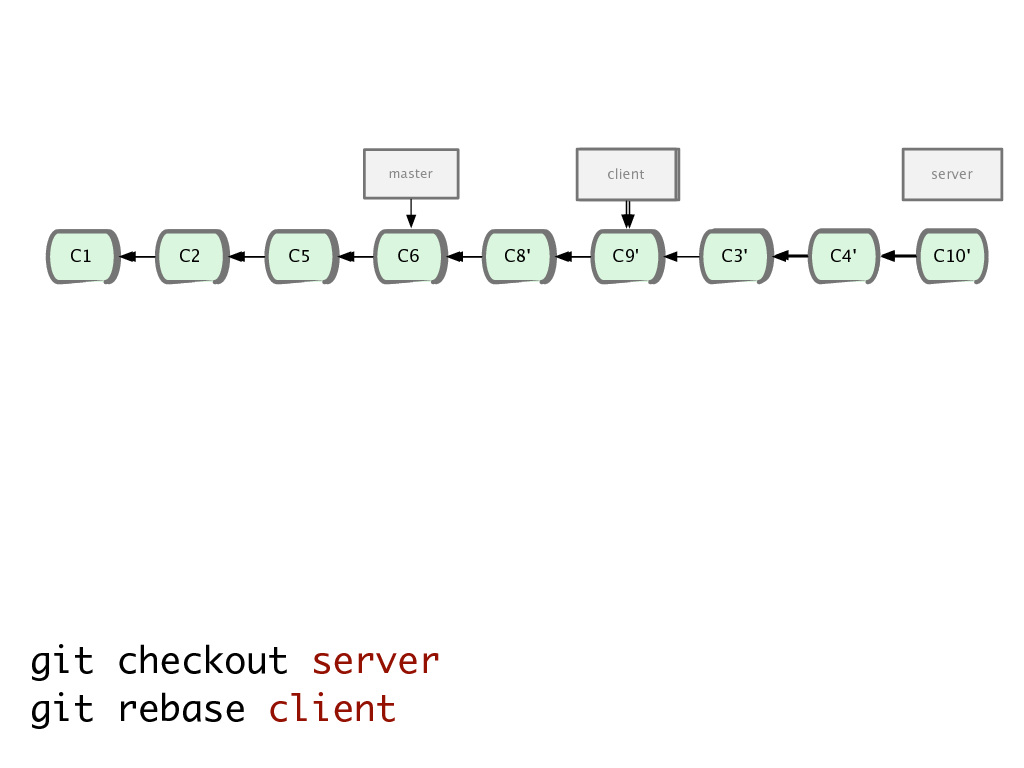 master
client
server
C1
C2
C5
C6
C8'
C9'
C3'
C4'
C10'
git checkout server
git rebase client